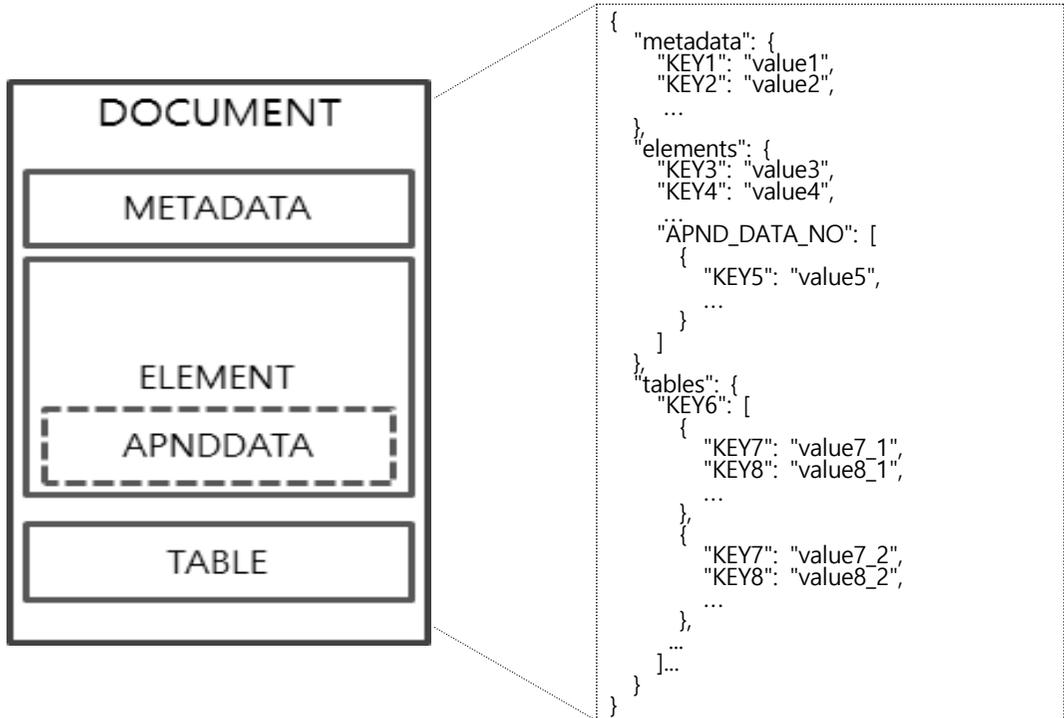 DOCUMENT
METADATA
ELEMENT
APNDDATA
TABLE
{
"metadata": {
"KEY1": "value1",
"KEY2": "value2",
...
},
"elements": {
"KEY3": "value3",
"KEY4": "value4",
...
"APND_DATA_NO": [
{
"KEY5": "value5",
...
}
]
},
"tables": {
"KEY6": [
{
"KEY7": "value7_1",
"KEY8": "value8_1",
...
},
{
"KEY7": "value7_2",
"KEY8": "value8_2",
...
},
...
]...
}
}